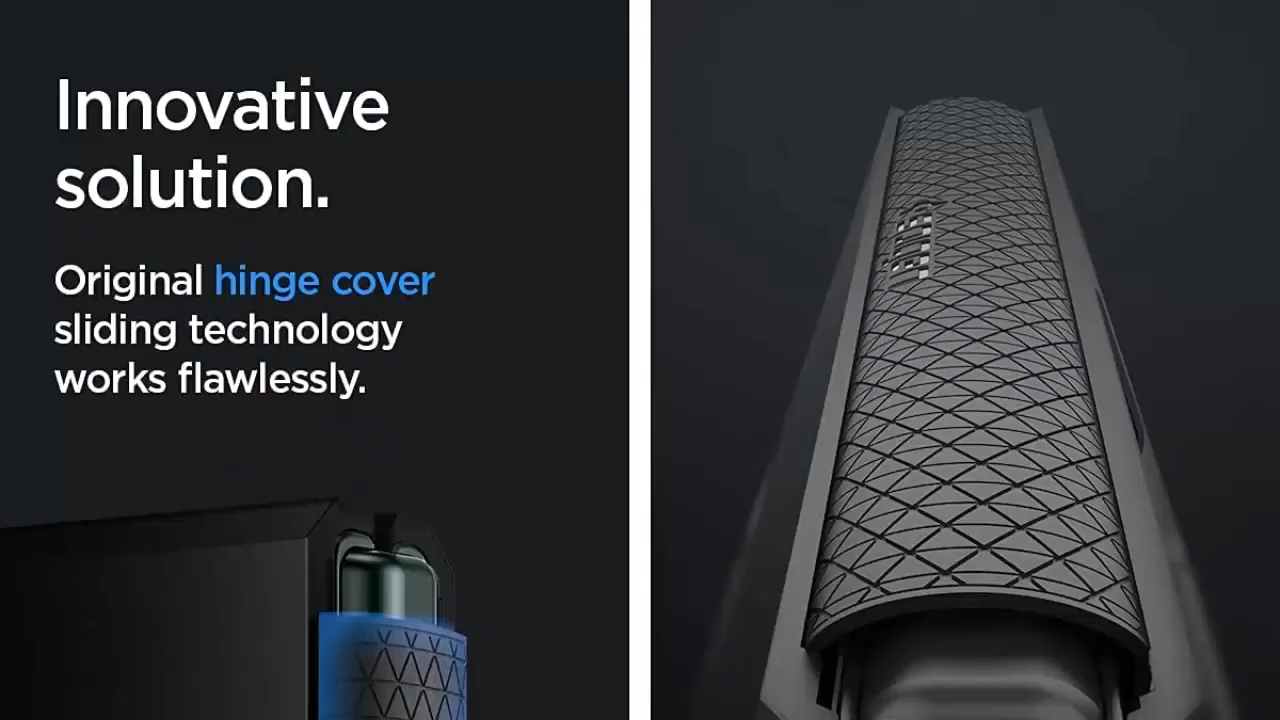 Innovative
solution.
Original hinge cover
sliding technology
works flawlessly.